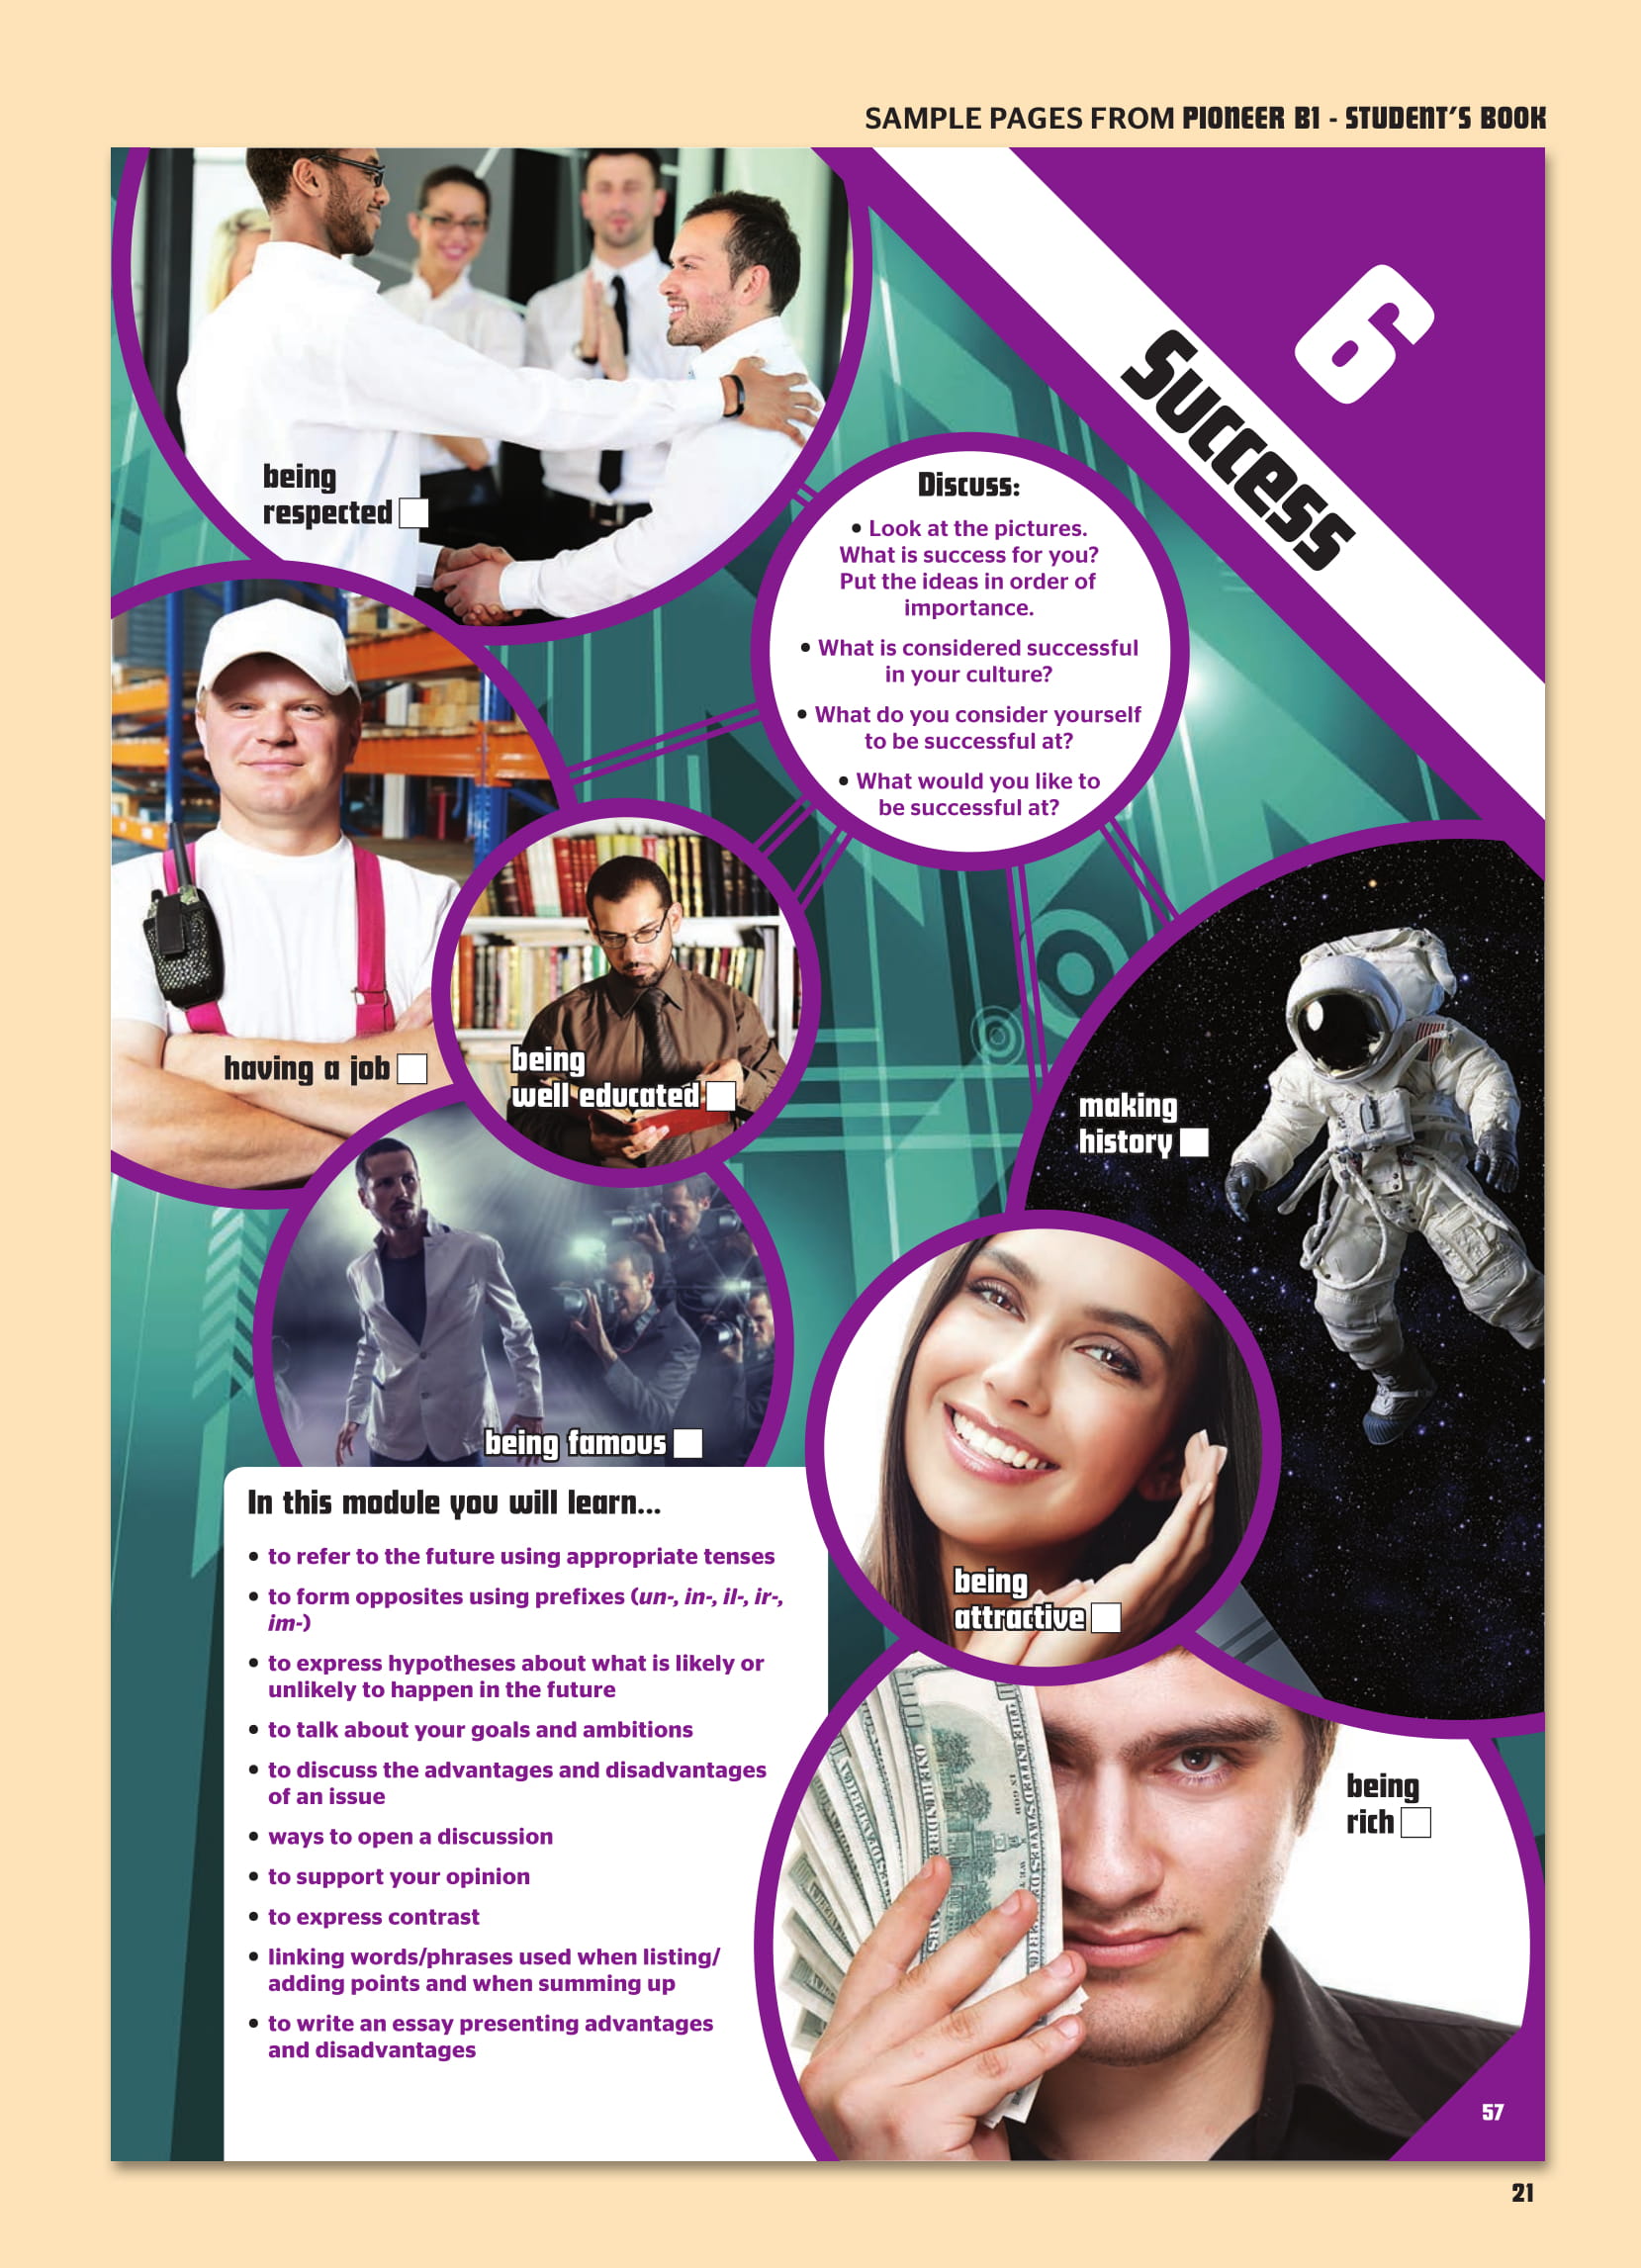 SAMPLE PAGES FROM PIONEER B1 - STUDENT'S BOOK
6
Success
being
respected
Discuss:
• Look at the pictures.
What is success for you?
Put the ideas in order of
importance.
• What is considered successful
in your culture?
• What do you consider yourself
to be successful at?
• What would you like to
be successful at?
having a job
being
well educated
making
history
being famous
being
attractive
being
rich
In this module you will learn...
• to refer to the future using appropriate tenses
• to form opposites using prefixes (un-, in-, il-, ir-,
im-)
• to express hypotheses about what is likely or
unlikely to happen in the future
• to talk about your goals and ambitions
• to discuss the advantages and disadvantages
of an issue
• ways to open a discussion
• to support your opinion
• to express contrast
• linking words/phrases used when listing/
adding points and when summing up
• to write an essay presenting advantages
and disadvantages
57
21